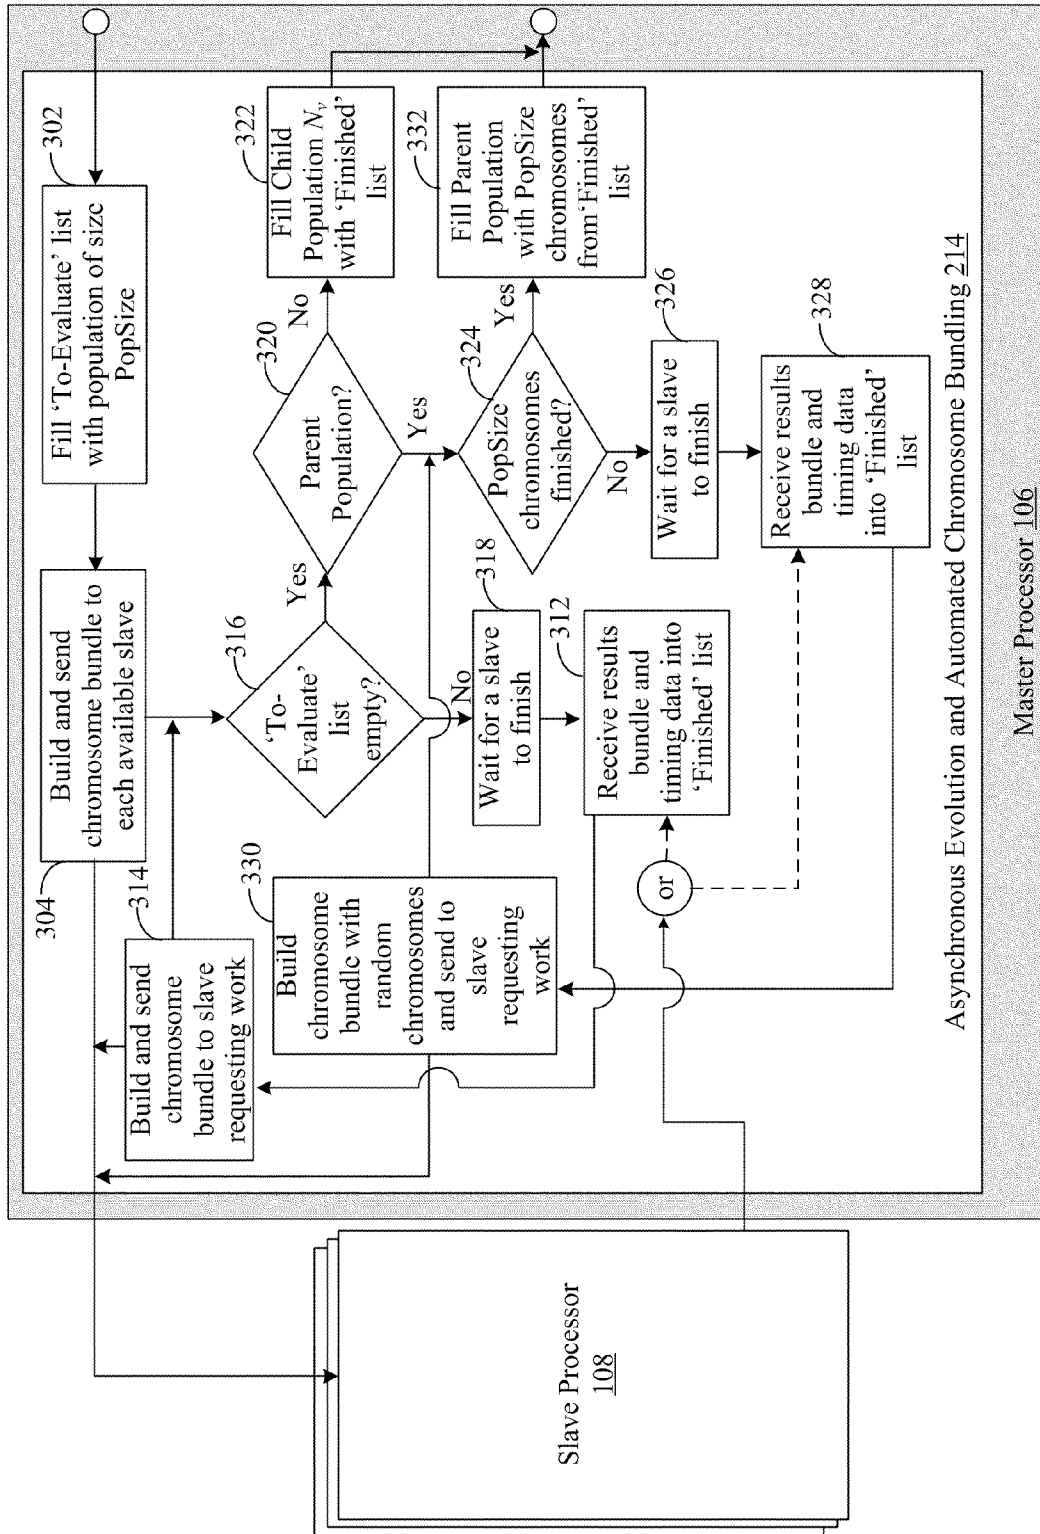 302
Fill ‘To-Evaluate’ list
with population of size
PopSize
304
Build and send
chromosome bundle to
each available slave
314
Build and send
chromosome
bundle to slave
requesting work
316
‘To-
Evaluate’
list
empty?
Yes
No
320
Parent
Population?
No
Yes
322
Fill Child
Population Nv
with ‘Finished’
list
318
Wait for a slave
to finish
312
Receive results
bundle and
timing data into
‘Finished’ list
330
Build
chromosome
bundle with
random
chromosomes
and send to
slave
requesting
work
324
PopSize
chromosomes
finished?
Yes
No
332
Fill Parent
Population
with PopSize
chromosomes
from ‘Finished’
list
326
Wait for a slave
to finish
328
Receive results
bundle and
timing data
into ‘Finished’
list
or
Slave Processor
108
Asynchronous Evolution and Automated Chromosome Bundling 214
Master Processor 106